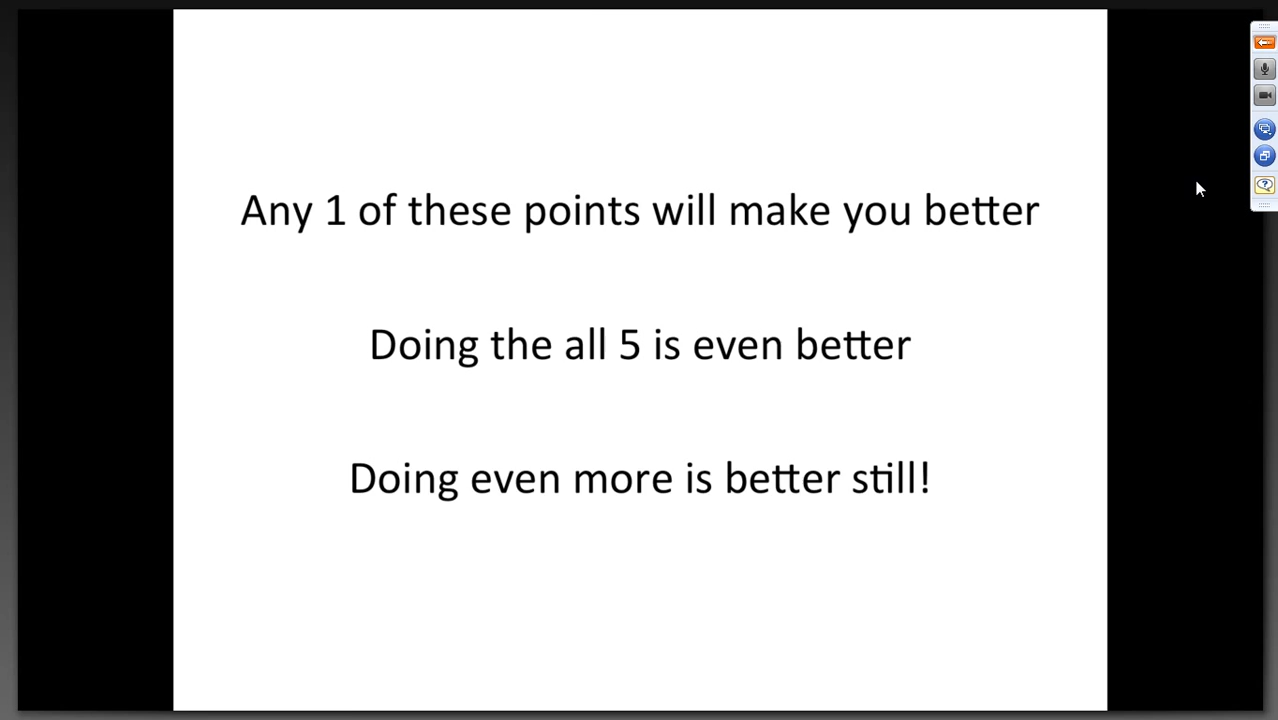 Any 1 of these points will make you better
Doing the all 5 is even better
Doing even more is better still!